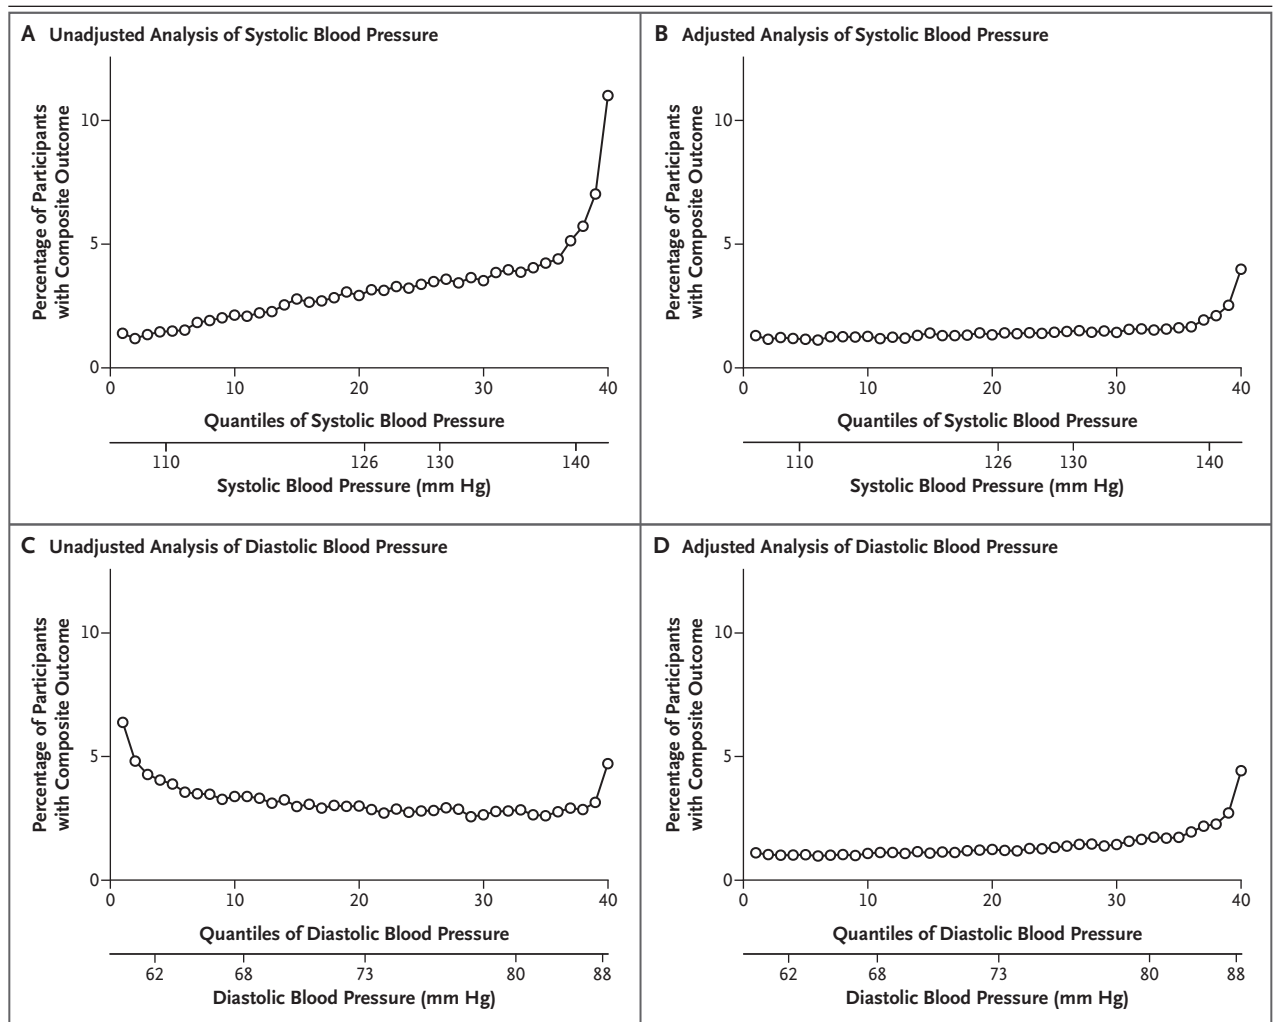 A Unadjusted Analysis of Systolic Blood Pressure
Percentage of Participants
with Composite Outcome
10
5
0
0 10 20 30 40
Quantiles of Systolic Blood Pressure
110 126 130 140
Systolic Blood Pressure (mm Hg)
B Adjusted Analysis of Systolic Blood Pressure
Percentage of Participants
with Composite Outcome
10
5
0
0 10 20 30 40
Quantiles of Systolic Blood Pressure
110 126 130 140
Systolic Blood Pressure (mm Hg)
C Unadjusted Analysis of Diastolic Blood Pressure
Percentage of Participants
with Composite Outcome
10
5
0
0 10 20 30 40
Quantiles of Diastolic Blood Pressure
62 68 73 80 88
Diastolic Blood Pressure (mm Hg)
D Adjusted Analysis of Diastolic Blood Pressure
Percentage of Participants
with Composite Outcome
10
5
0
0 10 20 30 40
Quantiles of Diastolic Blood Pressure
62 68 73 80 88
Diastolic Blood Pressure (mm Hg)